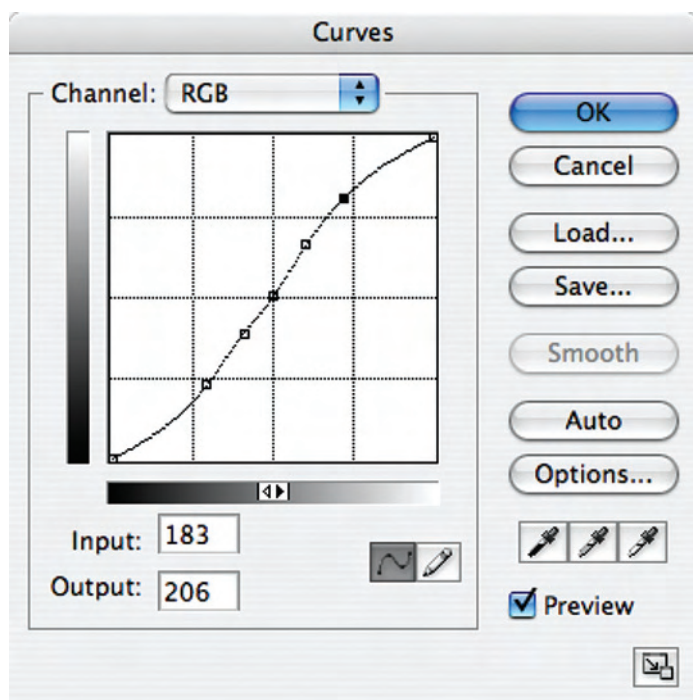 Curves
Channel: RGB
OK
Cancel
Load...
Save...
Smooth
Auto
Options...
Input: 183
Output: 206
Preview